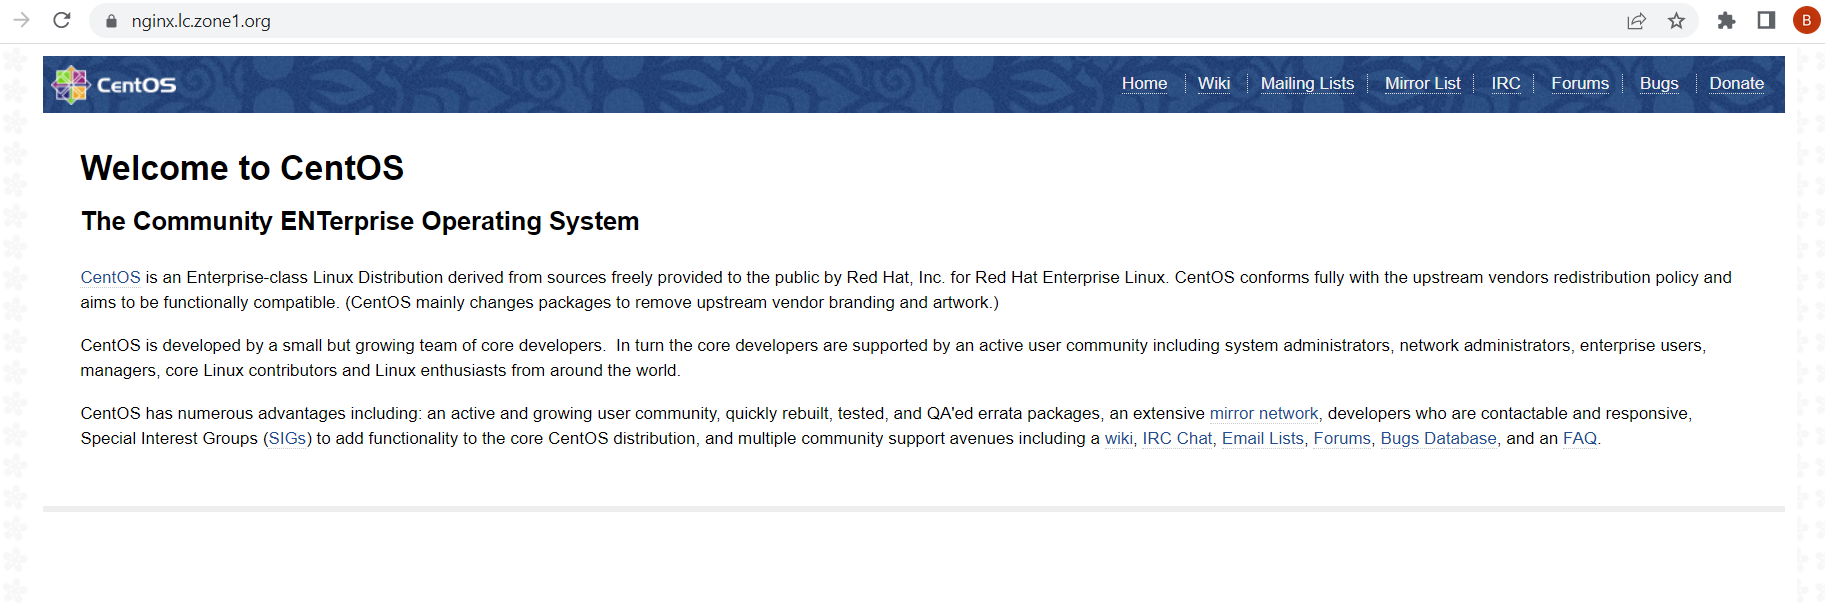 nginx.lc.zone1.org
B
CentOS
Home Wiki Mailing Lists Mirror List IRC Forums Bugs Donate
Welcome to CentOS
The Community ENTerprise Operating System
CentOS is an Enterprise-class Linux Distribution derived from sources freely provided to the public by Red Hat, Inc. for Red Hat Enterprise Linux. CentOS conforms fully with the upstream vendors redistribution policy and
aims to be functionally compatible. (CentOS mainly changes packages to remove upstream vendor branding and artwork.)
CentOS is developed by a small but growing team of core developers.  In turn the core developers are supported by an active user community including system administrators, network administrators, enterprise users,
managers, core Linux contributors and Linux enthusiasts from around the world.
CentOS has numerous advantages including: an active and growing user community, quickly rebuilt, tested, and QA'ed errata packages, an extensive mirror network, developers who are contactable and responsive,
Special Interest Groups (SIGs) to add functionality to the core CentOS distribution, and multiple community support avenues including a wiki, IRC Chat, Email Lists, Forums, Bugs Database, and an FAQ.